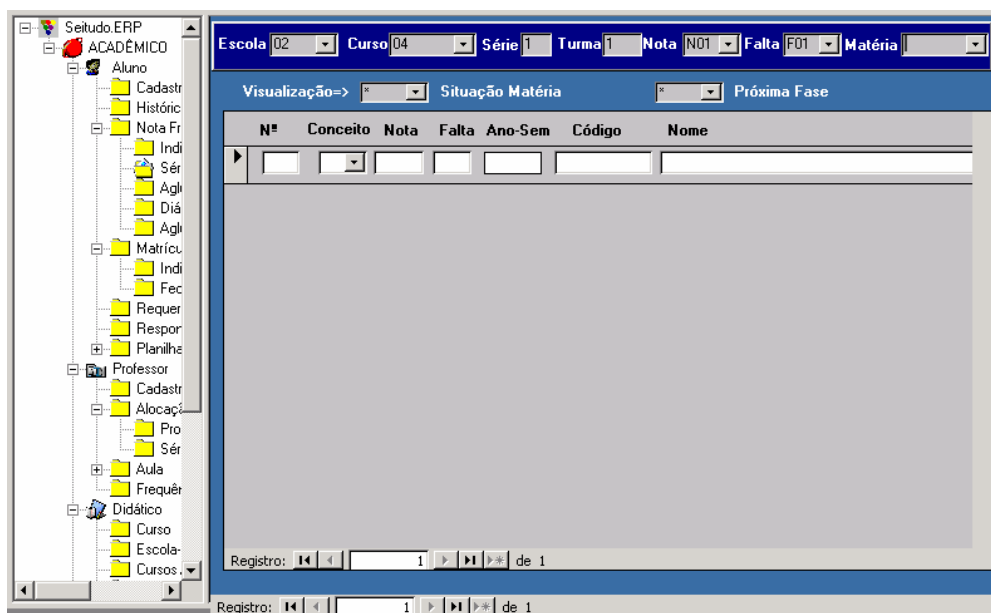 Seitudo.ERP
ACADÊMICO
Aluno
Cadastr
Históric
Nota Fr
Indi
Sér
Aglu
Diá
Aglu
Matrícu
Indi
Fec
Requer
Respor
Planilha
Professor
Cadastr
Alocaçã
Pro
Sér
Aula
Frequêr
Didático
Curso
Escola-
Cursos
Escola 02 Curso 04 Série 1 Turma 1 Nota N01 Falta F01 Matéria
Visualização=> * Situação Matéria * Próxima Fase
Nº Conceito Nota Falta Ano-Sem Código Nome
Registro: 1 de 1
Registro: 1 de 1